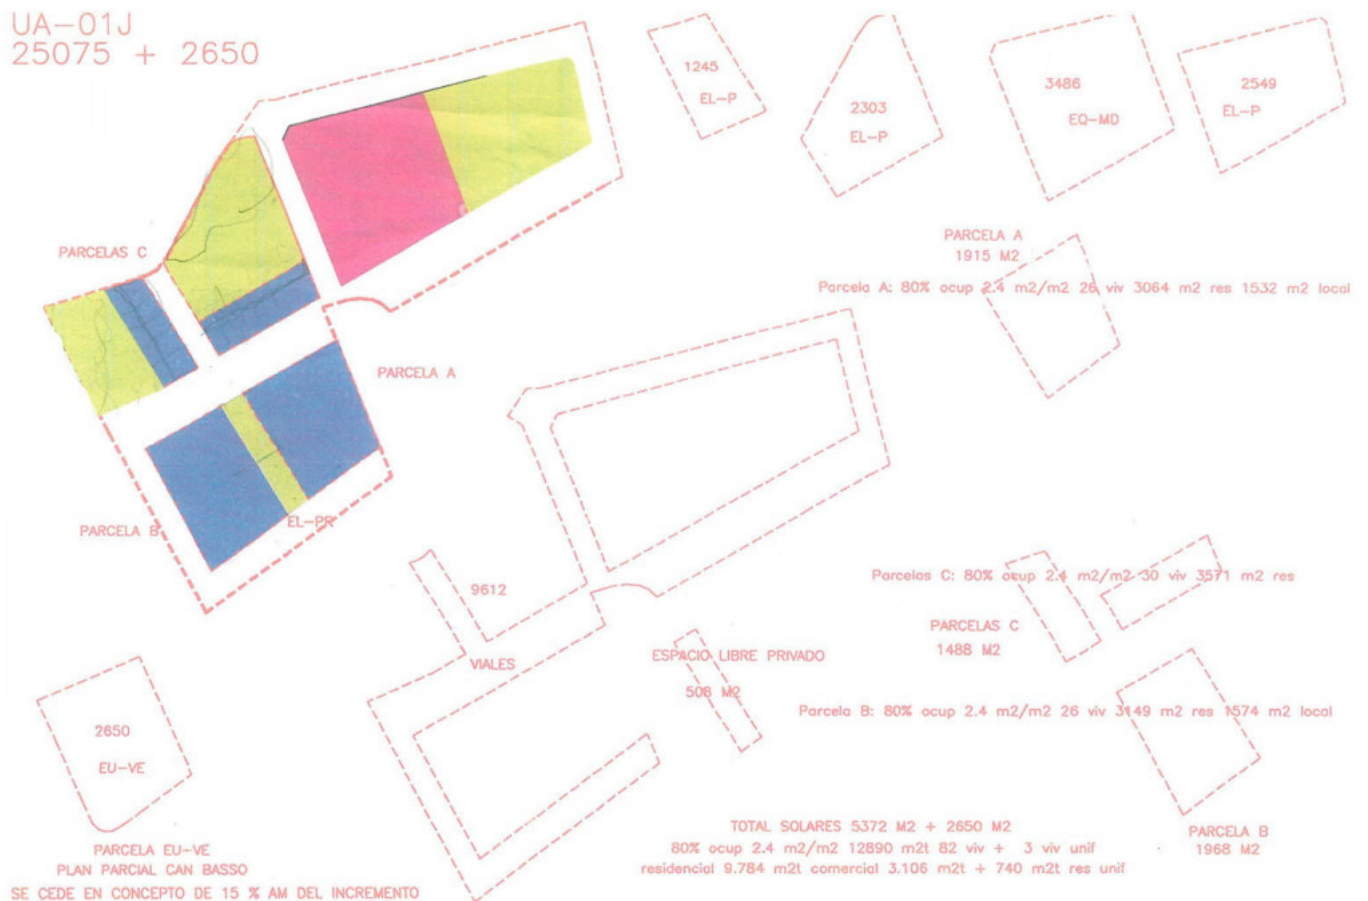 UA-01J
25075 + 2650
1245
EL-P
2303
EL-P
3486
EQ-MD
2549
EL-P
PARCELAS C
PARCELA A
1915 M2
Parcela A: 80% ocup 2.4 m2/m2 26 viv 3064 m2 res 1532 m2 local
PARCELA A
PARCELA B
EL-PR
9612
VIALES
Parcelas C: 80% ocup 2.4 m2/m2 30 viv 3571 m2 res
PARCELAS C
1488 M2
ESPACIO LIBRE PRIVADO
508 M2
Parcela B: 80% ocup 2.4 m2/m2 26 viv 3149 m2 res 1574 m2 local
2650
EU-VE
PARCELA EU-VE
PLAN PARCIAL CAN BASSO
SE CEDE EN CONCEPTO DE 15 % AM DEL INCREMENTO
TOTAL SOLARES 5372 M2 + 2650 M2
80% ocup 2.4 m2/m2 12890 m2t 82 viv + 3 viv unif
residencial 9.784 m2t comercial 3.106 m2t + 740 m2t res unif
PARCELA B
1968 M2